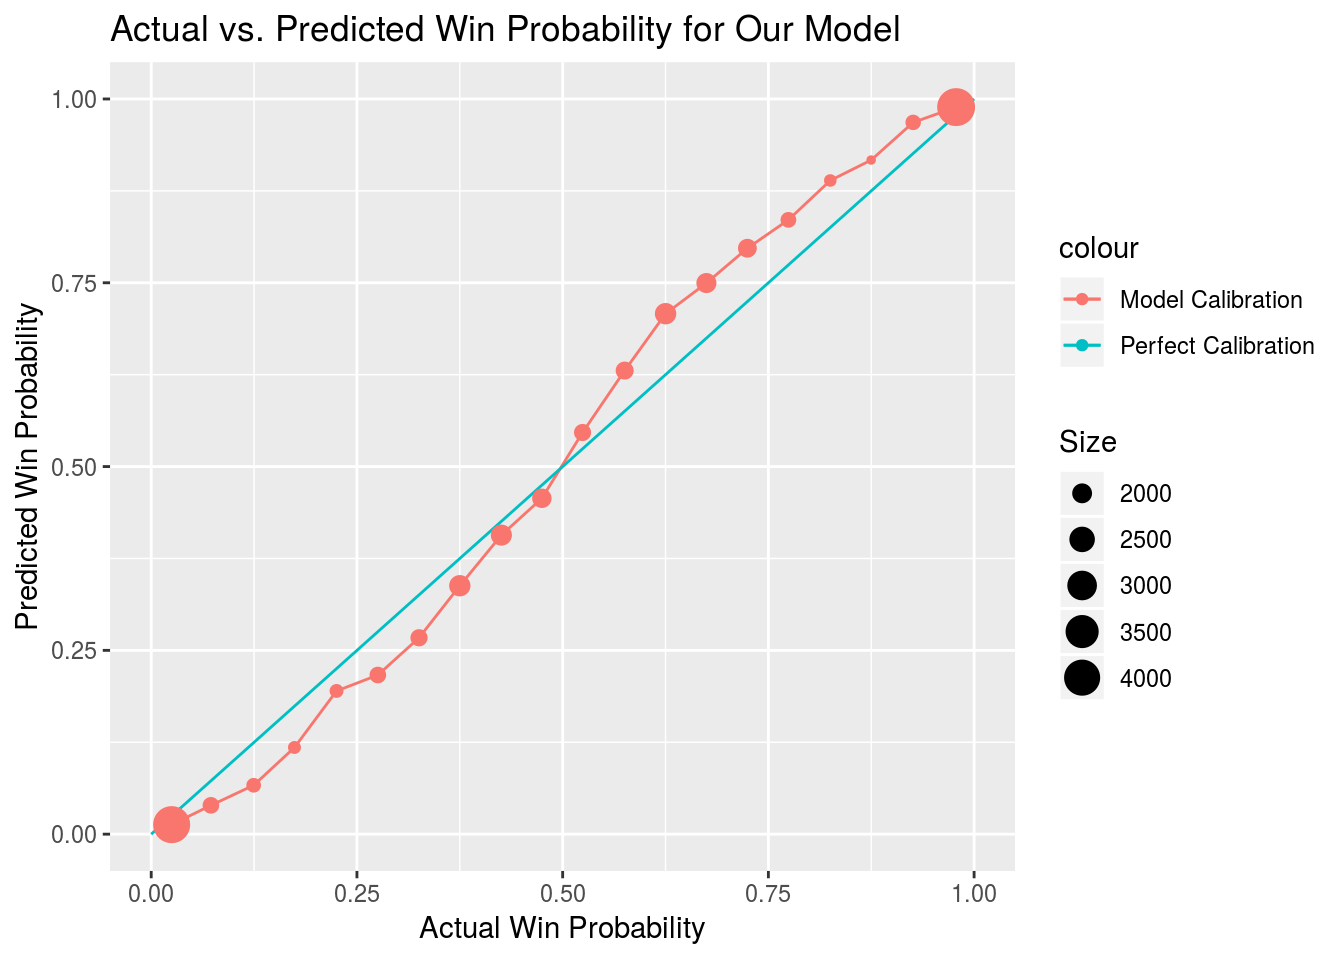 Actual vs. Predicted Win Probability for Our Model
1.00
0.75
0.50
0.25
0.00
Predicted Win Probability
0.00 0.25 0.50 0.75 1.00
Actual Win Probability
colour
Model Calibration
Perfect Calibration
Size
2000
2500
3000
3500
4000